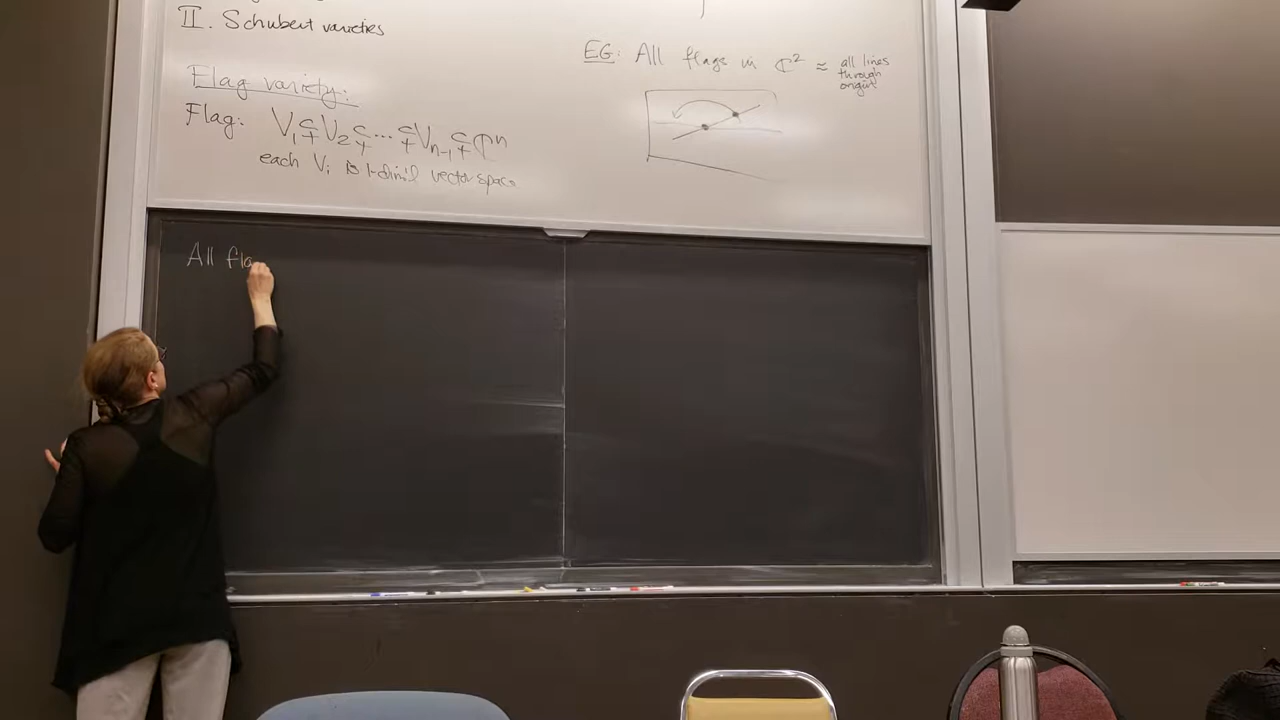 II. Schubert varieties
Flag variety:
Flag: V₁ ⊊ V₂ ⊊ ... ⊊ Vₙ₋₁ ⊊ ℂⁿ
each Vᵢ is i-dim'l vector space
EG: All flags in ℂ² ≈ all lines
through
origin
All fla